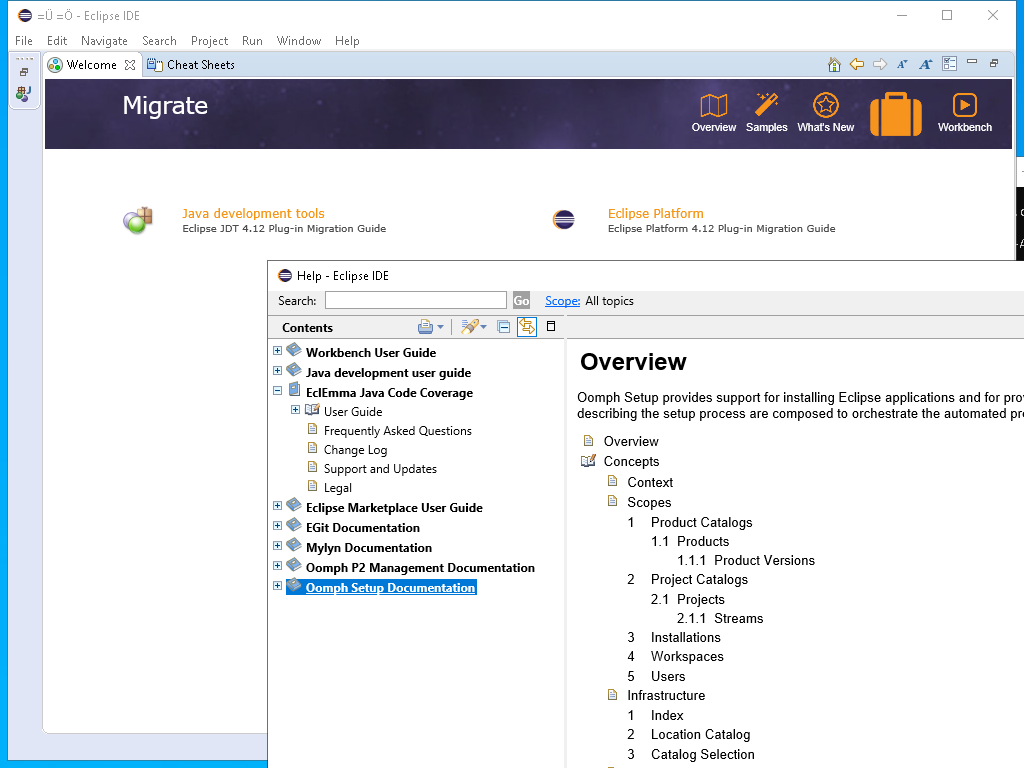 =Ü =Ö - Eclipse IDE
File Edit Navigate Search Project Run Window Help
Welcome Cheat Sheets
Migrate
Overview Samples What's New Workbench
Java development tools
Eclipse JDT 4.12 Plug-in Migration Guide
Eclipse Platform
Eclipse Platform 4.12 Plug-in Migration Guide
Help - Eclipse IDE
Search: Go Scope: All topics
Contents
Workbench User Guide
Java development user guide
EclEmma Java Code Coverage
User Guide
Frequently Asked Questions
Change Log
Support and Updates
Legal
Eclipse Marketplace User Guide
EGit Documentation
Mylyn Documentation
Oomph P2 Management Documentation
Oomph Setup Documentation
Overview
Oomph Setup provides support for installing Eclipse applications and for pro
describing the setup process are composed to orchestrate the automated pr
Overview
Concepts
Context
Scopes
1 Product Catalogs
1.1 Products
1.1.1 Product Versions
2 Project Catalogs
2.1 Projects
2.1.1 Streams
3 Installations
4 Workspaces
5 Users
Infrastructure
1 Index
2 Location Catalog
3 Catalog Selection